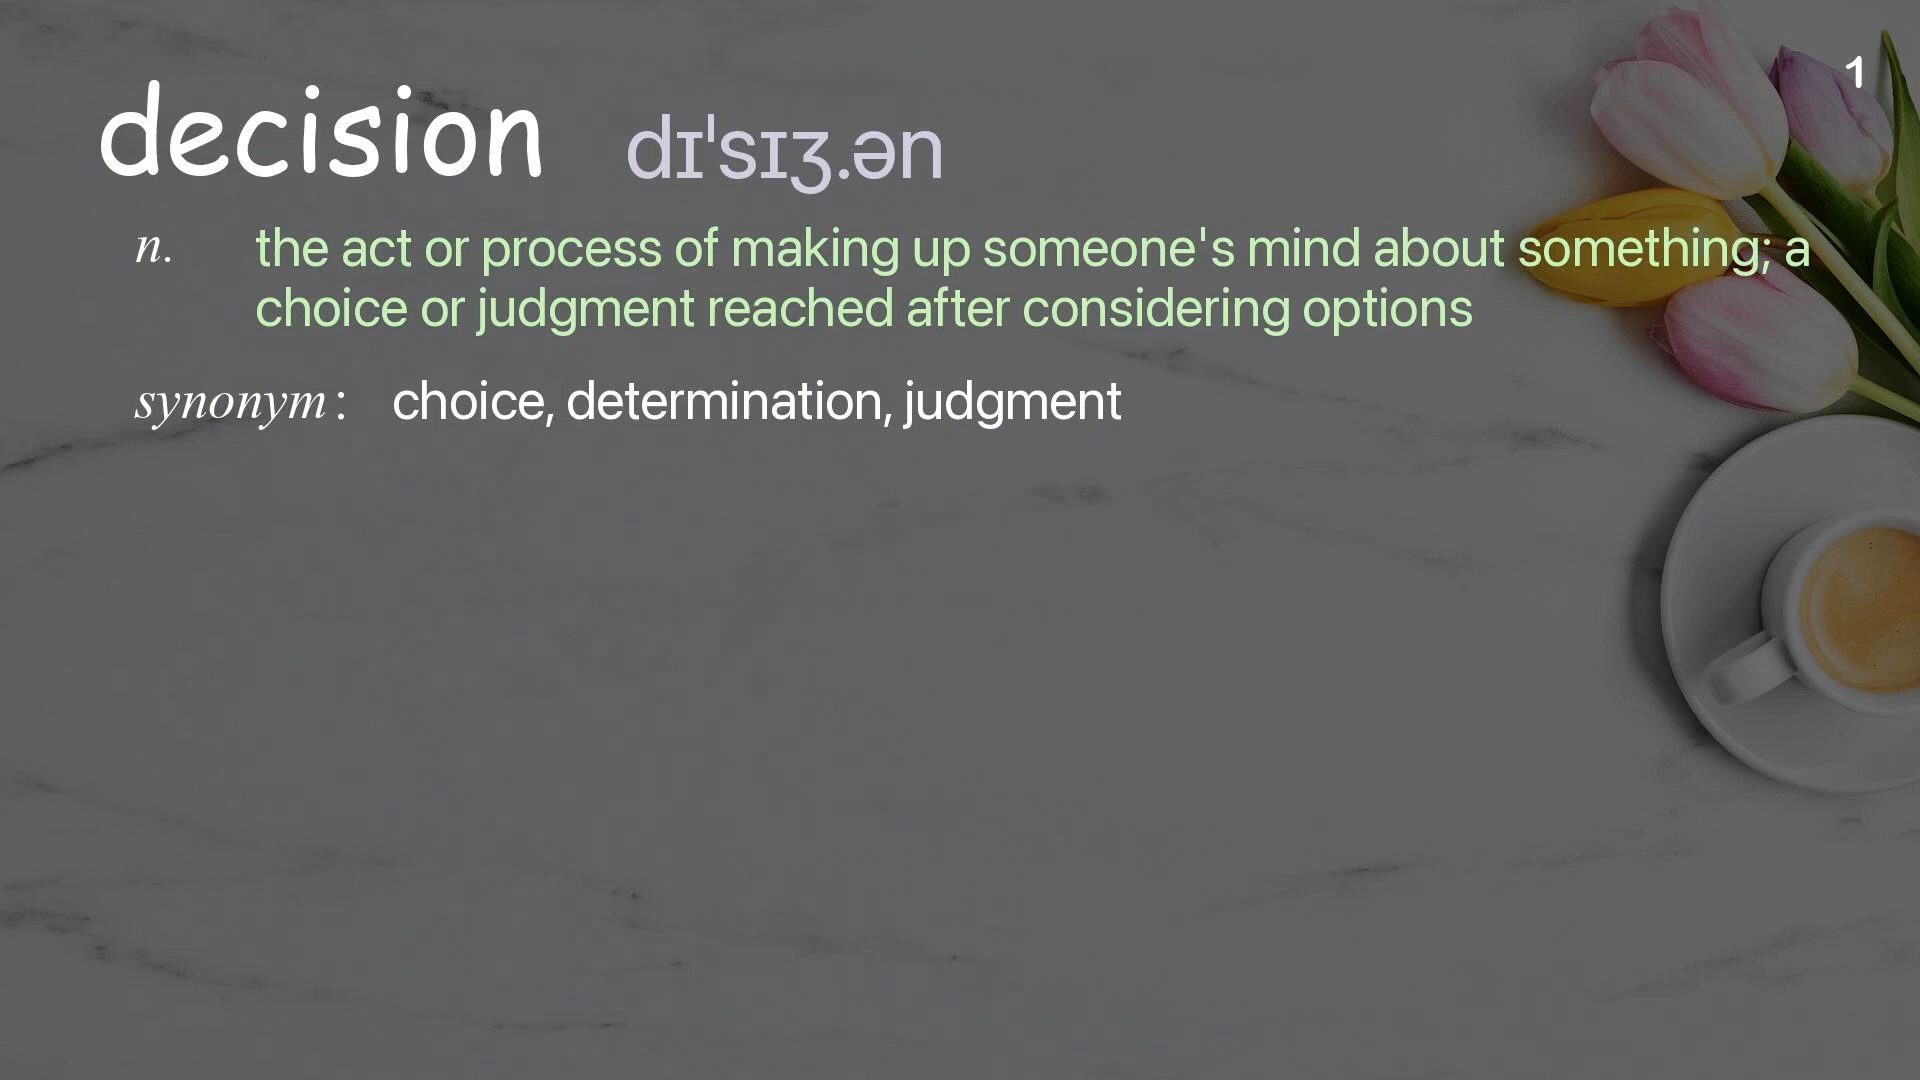 1
decision dɪˈsɪʒ.ən
n. the act or process of making up someone's mind about something; a
choice or judgment reached after considering options
synonym : choice, determination, judgment